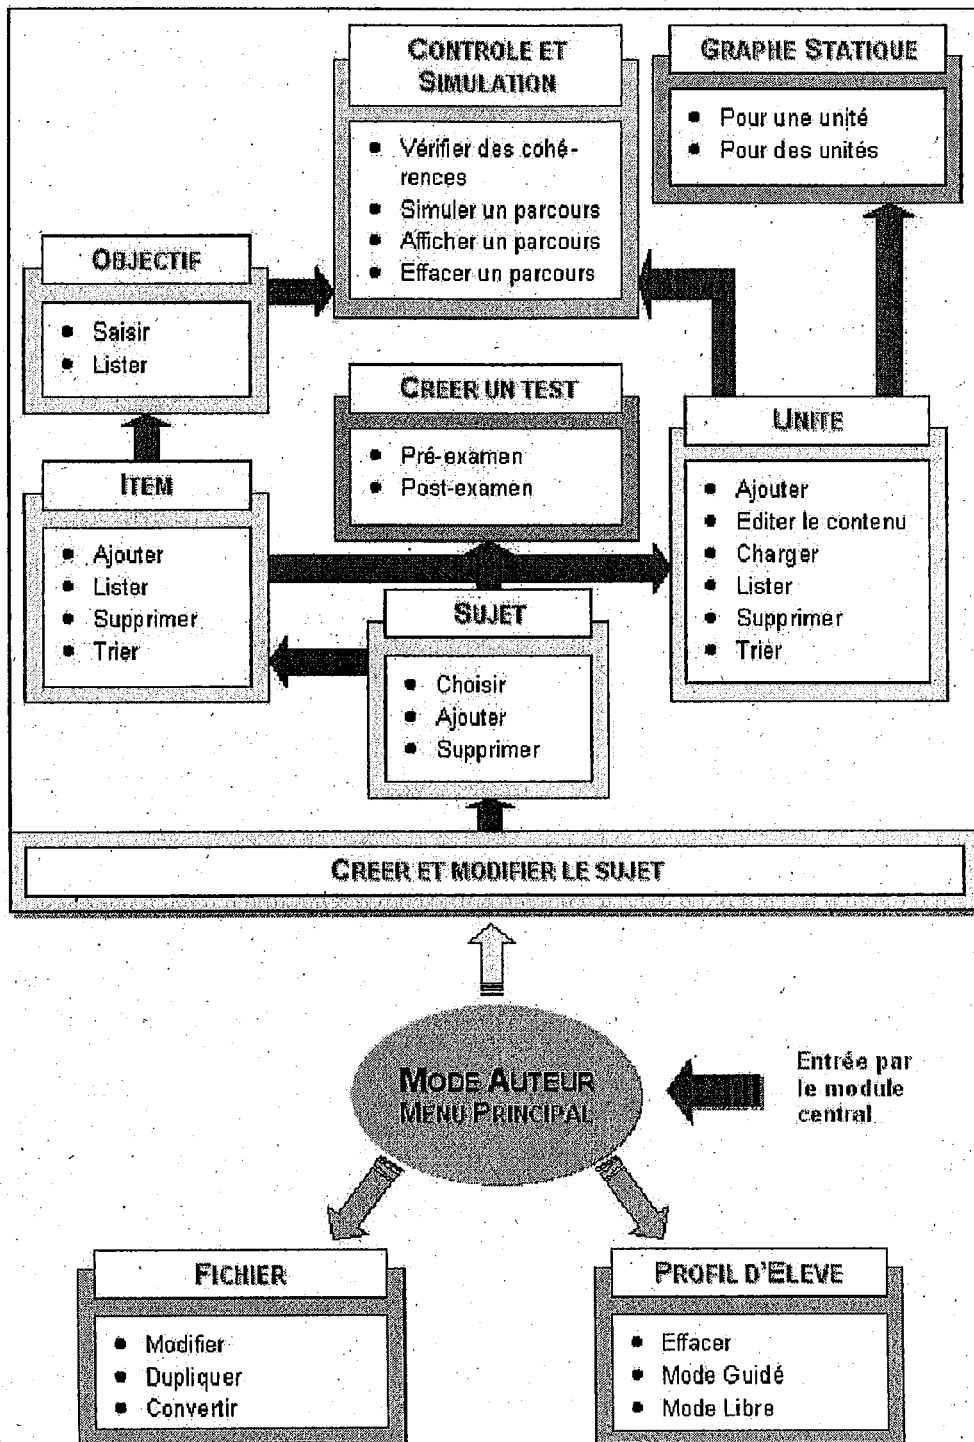 CONTROLE ET
SIMULATION
• Vérifier des cohé-
rences
• Simuler un parcours
• Afficher un parcours
• Effacer un parcours
GRAPHE STATIQUE
• Pour une unité
• Pour des unités
OBJECTIF
• Saisir
• Lister
CREER UN TEST
• Pré-examen
• Post-examen
UNITE
• Ajouter
• Editer le contenu
• Charger
• Lister
• Supprimer
• Trier
ITEM
• Ajouter
• Lister
• Supprimer
• Trier
SUJET
• Choisir
• Ajouter
• Supprimer
CREER ET MODIFIER LE SUJET
MODE AUTEUR
MENU PRINCIPAL
Entrée par
le module
central
FICHIER
• Modifier
• Dupliquer
• Convertir
PROFIL D'ELEVE
• Effacer
• Mode Guidé
• Mode Libre